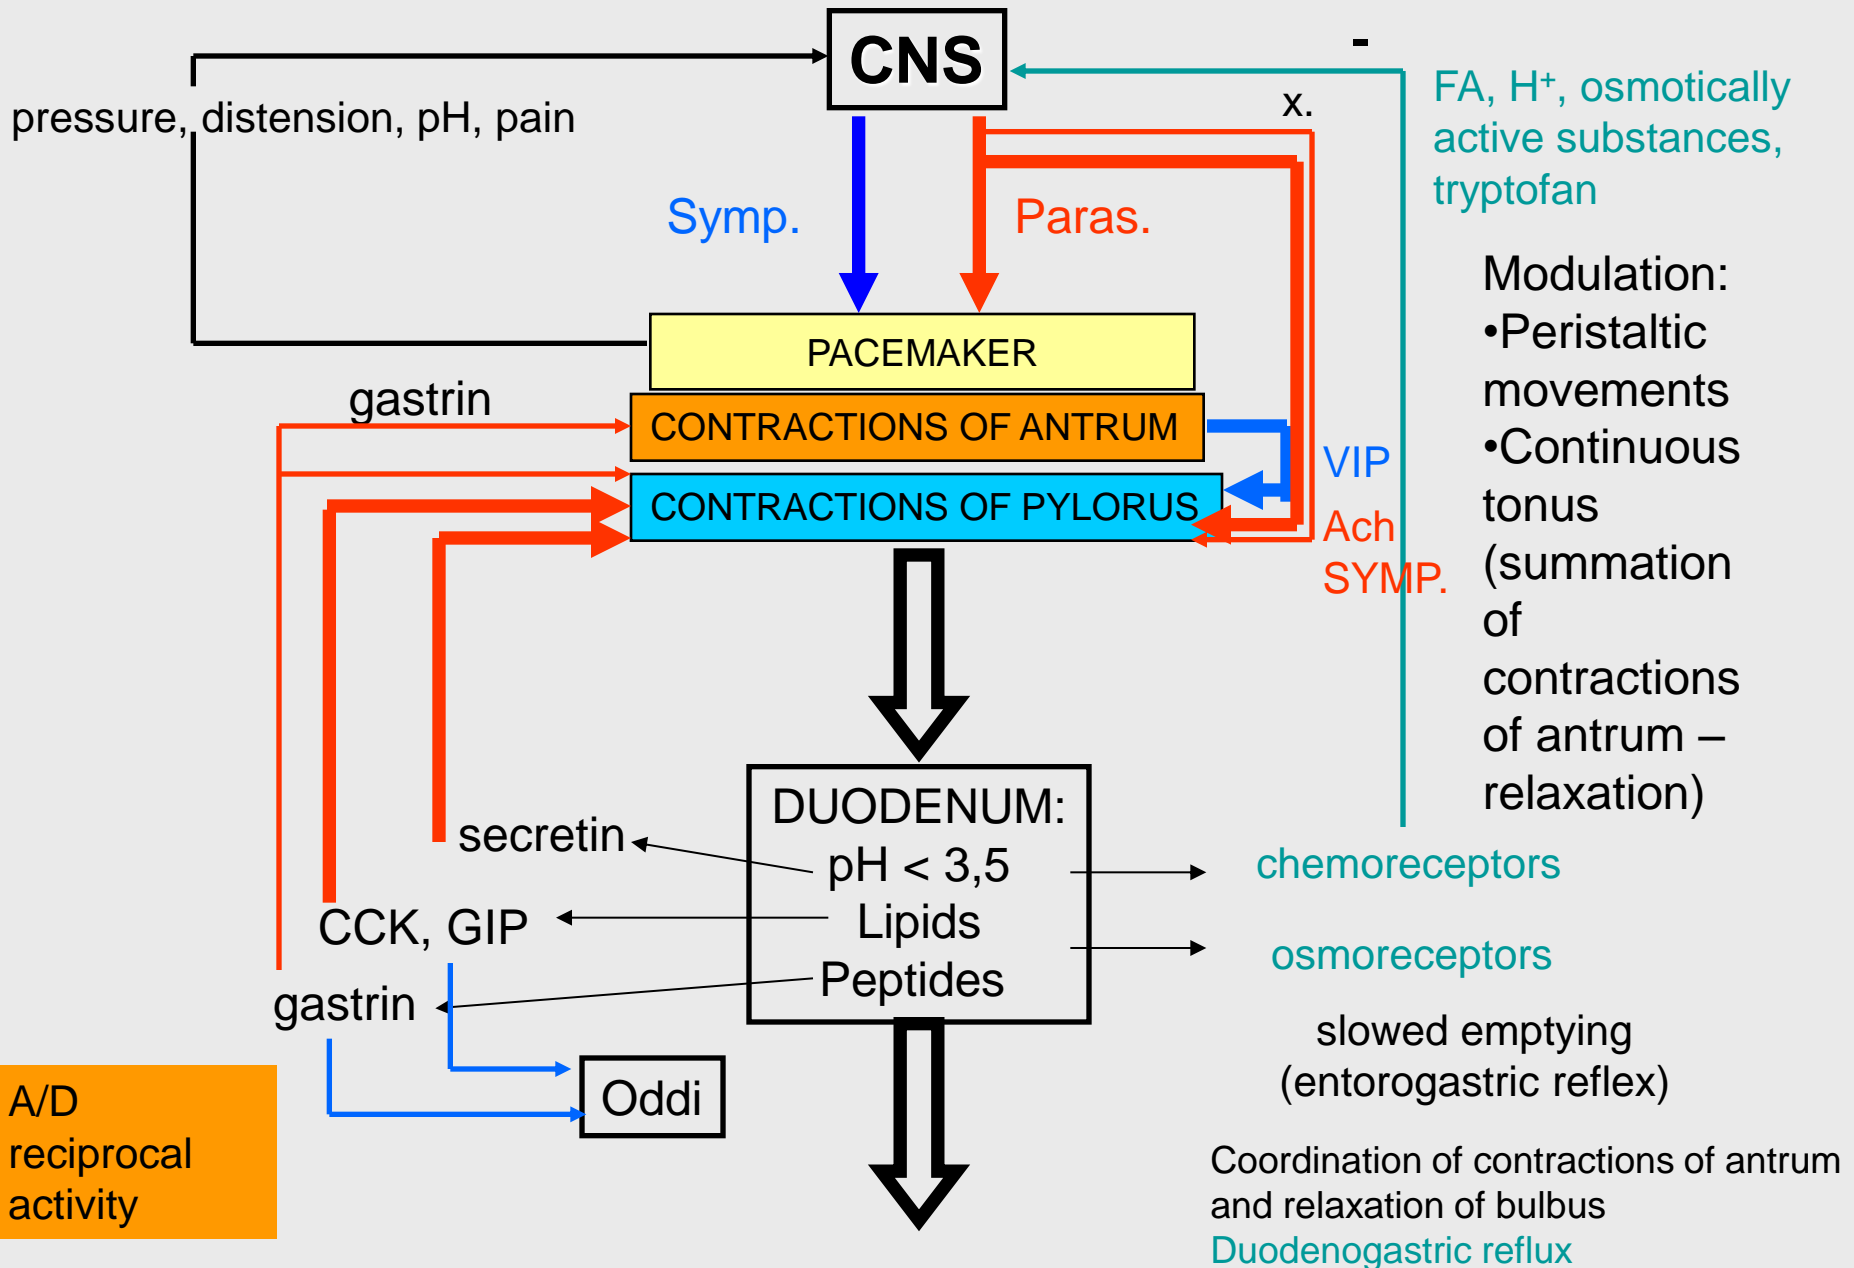 CNS
-
pressure, distension, pH, pain
x.
FA, H⁺, osmotically
active substances,
tryptofan
Symp.
Paras.
Modulation:
•Peristaltic
movements
•Continuous
tonus
(summation
of
contractions
of antrum –
relaxation)
PACEMAKER
gastrin
CONTRACTIONS OF ANTRUM
VIP
CONTRACTIONS OF PYLORUS
Ach
SYMP.
DUODENUM:
pH < 3,5
Lipids
Peptides
secretin
CCK, GIP
gastrin
Oddi
chemoreceptors
osmoreceptors
slowed emptying
(entorogastric reflex)
A/D
reciprocal
activity
Coordination of contractions of antrum
and relaxation of bulbus
Duodenogastric reflux